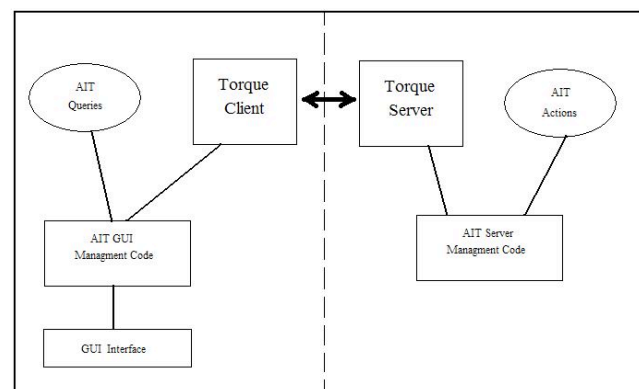 AIT
Queries
Torque
Client
Torque
Server
AIT
Actions
AIT GUI
Managment Code
AIT Server
Managment Code
GUI Interface